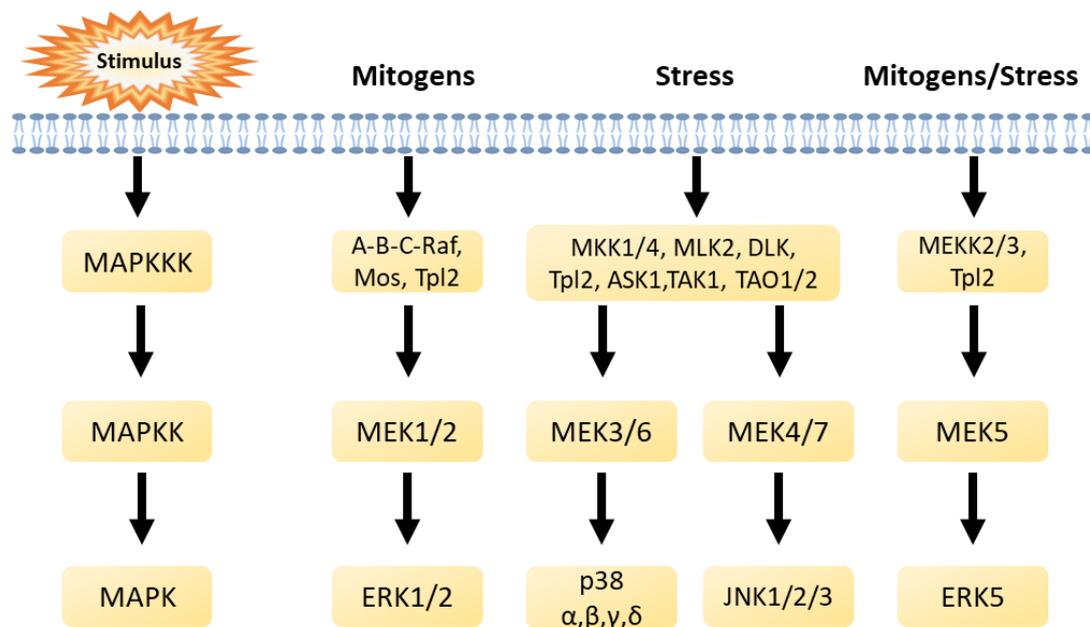 Stimulus
Mitogens
Stress
Mitogens/Stress
MAPKKK
A-B-C-Raf,
Mos, Tpl2
MKK1/4, MLK2, DLK,
Tpl2, ASK1,TAK1, TAO1/2
MEKK2/3,
Tpl2
MAPKK
MEK1/2
MEK3/6
MEK4/7
MEK5
MAPK
ERK1/2
p38
α,β,γ,δ
JNK1/2/3
ERK5